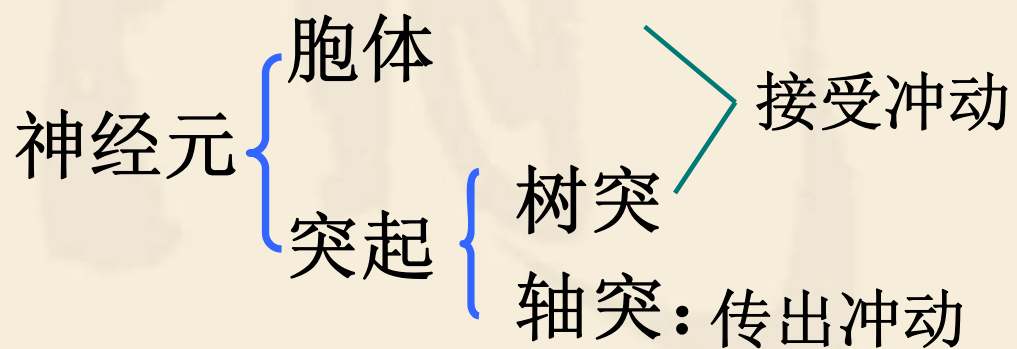 胞体
接受冲动
神经元
树突
突起
轴突：传出冲动